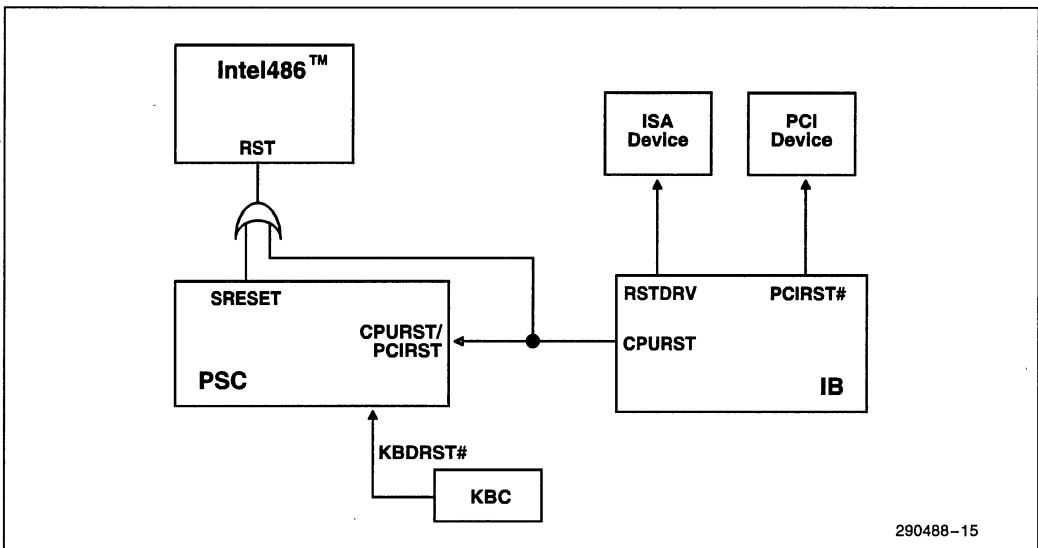 Intel486™
RST
ISA
Device
PCI
Device
SRESET
CPURST/
PCIRST
PSC
RSTDRV
PCIRST#
CPURST
IB
KBDRST#
KBC
290488-15